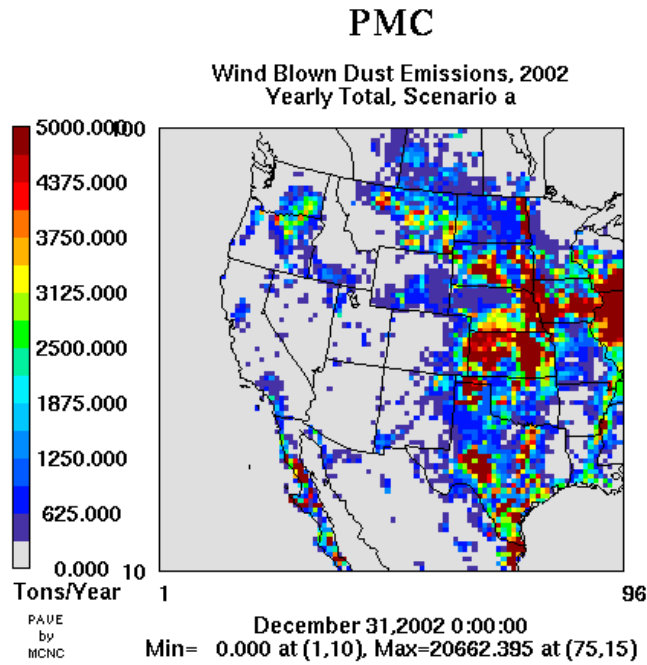 PMC
Wind Blown Dust Emissions, 2002
Yearly Total, Scenario a
5000.000
100
4375.000
3750.000
3125.000
2500.000
1875.000
1250.000
625.000
0.000
10
Tons/Year
1
96
PAVE
by
MCNC
December 31,2002 0:00:00
Min= 0.000 at (1,10), Max=20662.395 at (75,15)